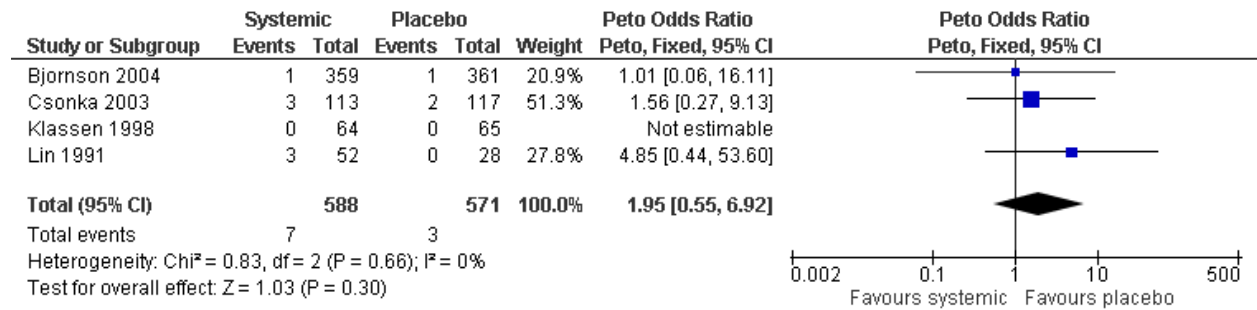 Systemic Placebo Peto Odds Ratio Peto Odds Ratio
Study or Subgroup Events Total Events Total Weight Peto, Fixed, 95% CI Peto, Fixed, 95% CI
Bjornson 2004 1 359 1 361 20.9% 1.01 [0.06, 16.11]
Csonka 2003 3 113 2 117 51.3% 1.56 [0.27, 9.13]
Klassen 1998 0 64 0 65 Not estimable
Lin 1991 3 52 0 28 27.8% 4.85 [0.44, 53.60]
Total (95% CI) 588 571 100.0% 1.95 [0.55, 6.92]
Total events 7 3
Heterogeneity: Chi² = 0.83, df = 2 (P = 0.66); I² = 0%
Test for overall effect: Z = 1.03 (P = 0.30)
0.002 0.1 1 10 500
Favours systemic Favours placebo